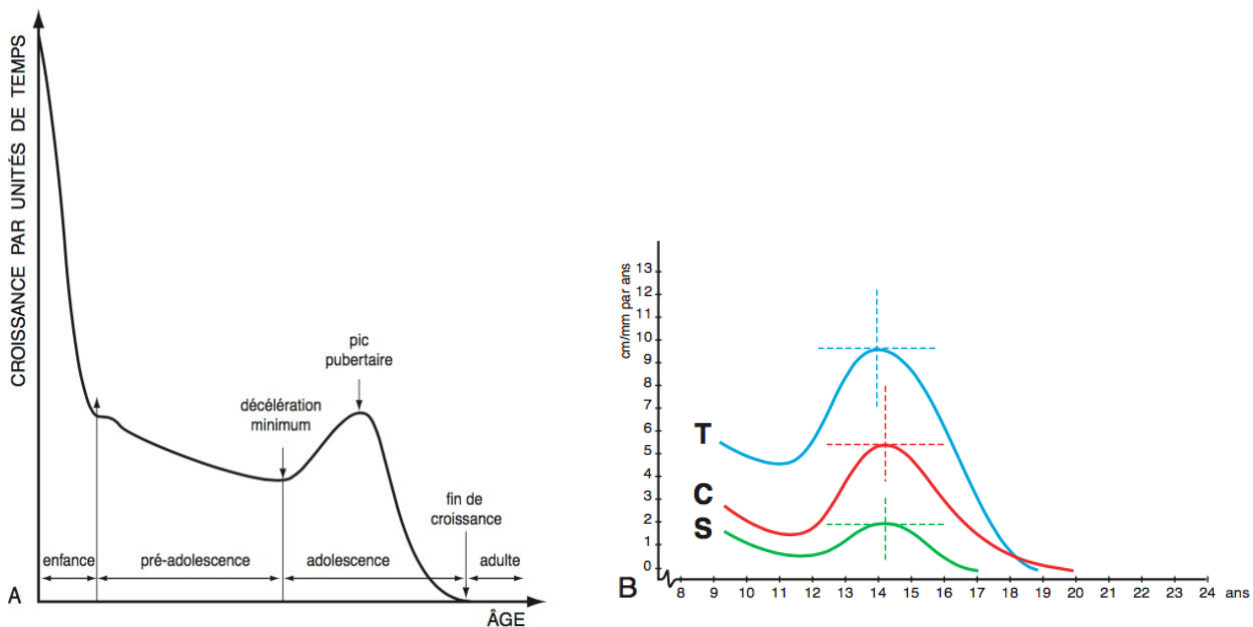 CROISSANCE PAR UNITÉS DE TEMPS
pic
pubertaire
décélération
minimum
fin de
croissance
enfance
pré-adolescence
adolescence
adulte
A
ÂGE
cm/mm par ans
13
12
11
10
9
8
7
6
5
4
3
2
1
0
T
C
S
B
8 9 10 11 12 13 14 15 16 17 18 19 20 21 22 23 24 ans